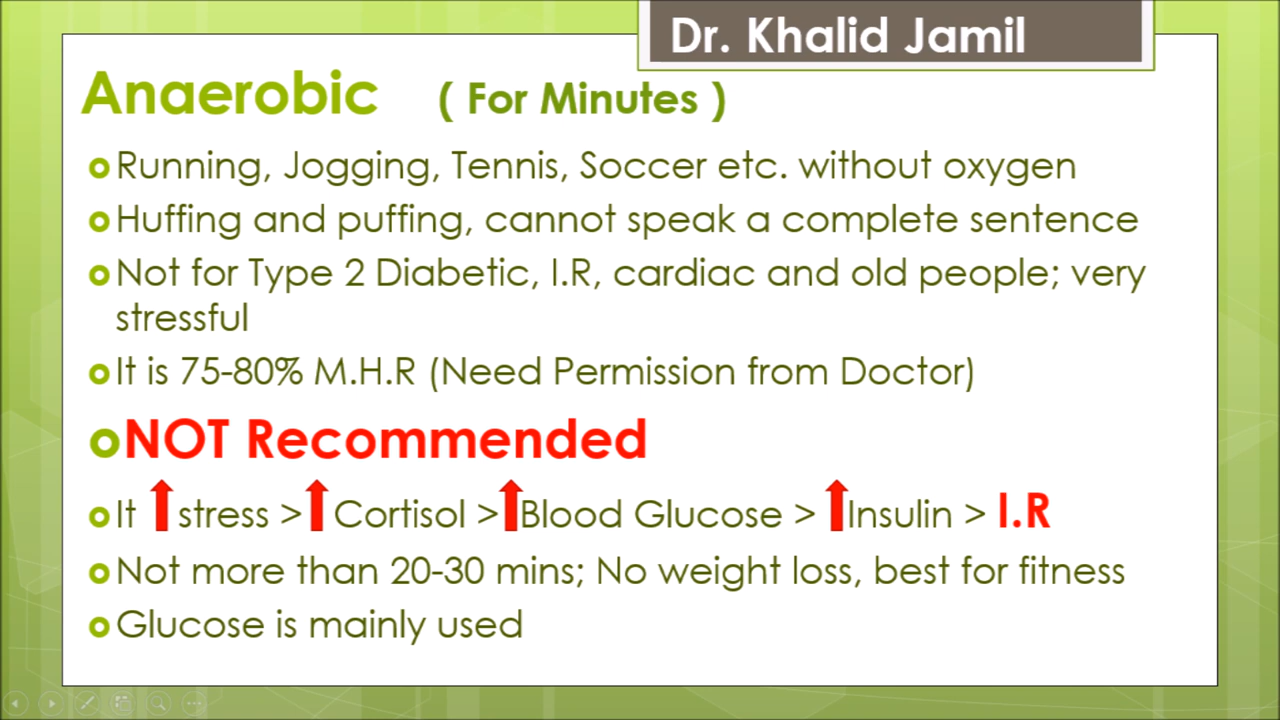 Dr. Khalid Jamil
Anaerobic ( For Minutes )
Running, Jogging, Tennis, Soccer etc. without oxygen
Huffing and puffing, cannot speak a complete sentence
Not for Type 2 Diabetic, I.R, cardiac and old people; very
stressful
It is 75-80% M.H.R (Need Permission from Doctor)
NOT Recommended
It ⬆stress >⬆ Cortisol >⬆Blood Glucose > ⬆Insulin > I.R
Not more than 20-30 mins; No weight loss, best for fitness
Glucose is mainly used